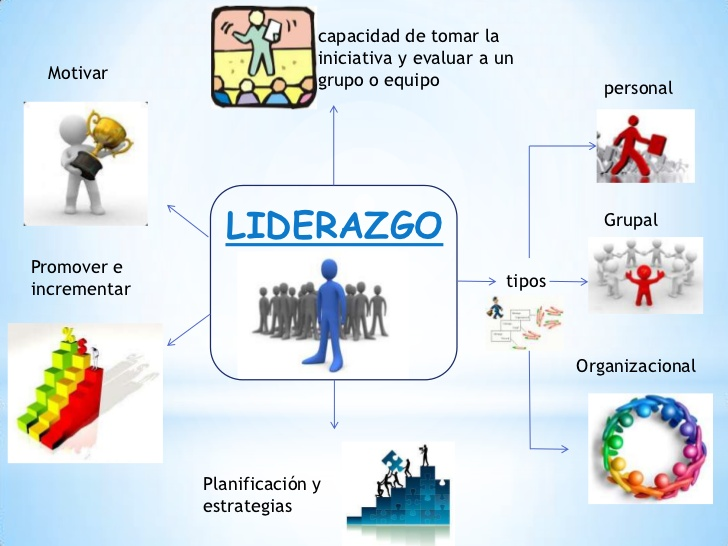 capacidad de tomar la
iniciativa y evaluar a un
grupo o equipo
Motivar
personal
LIDERAZGO
Grupal
Promover e
incrementar
tipos
Organizacional
Planificación y
estrategias